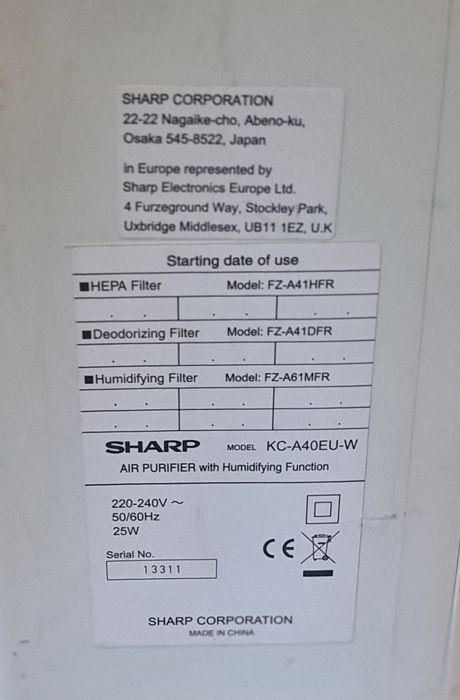 SHARP CORPORATION
22-22 Nagaike-cho, Abeno-ku,
Osaka 545-8522, Japan
in Europe represented by
Sharp Electronics Europe Ltd.
4 Furzeground Way, Stockley Park,
Uxbridge Middlesex, UB11 1EZ, U.K
Starting date of use
■HEPA Filter Model: FZ-A41HFR
. . . . . .
■Deodorizing Filter Model: FZ-A41DFR
. . . . . .
■Humidifying Filter Model: FZ-A61MFR
. . . . . .
. . . . . .
SHARP MODEL KC-A40EU-W
AIR PURIFIER with Humidifying Function
220-240V ~
50/60Hz
25W
CE
Serial No.
13311
SHARP CORPORATION
MADE IN CHINA